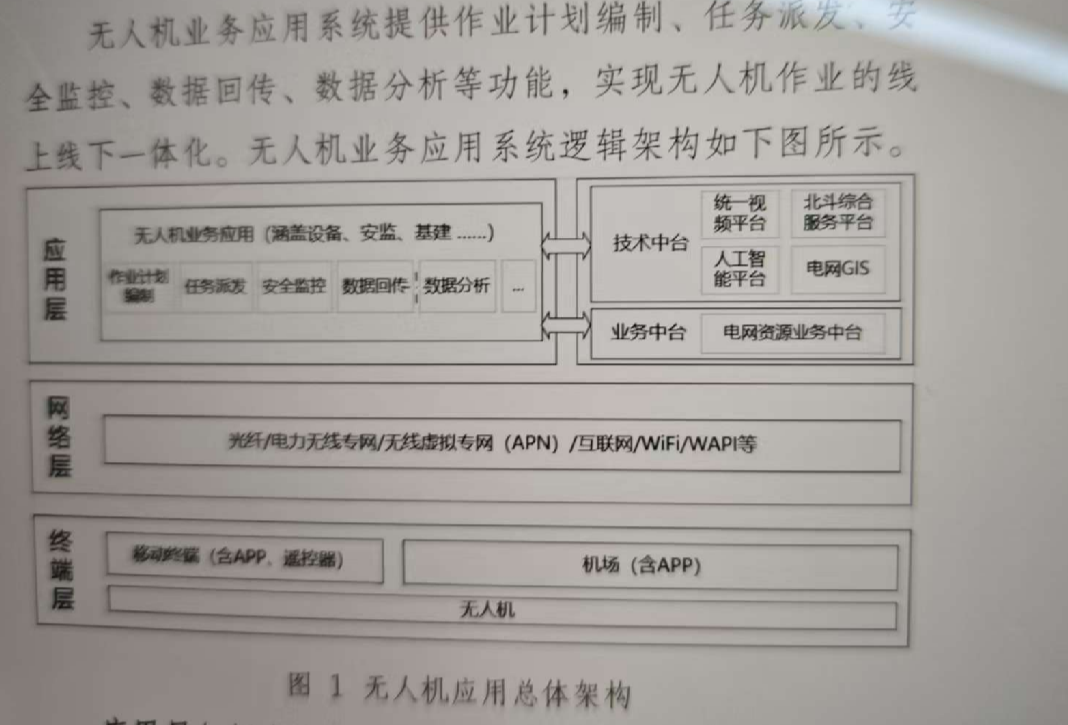 无人机业务应用系统提供作业计划编制、任务派发、安
全监控、数据回传、数据分析等功能，实现无人机作业的线
上线下一体化。无人机业务应用系统逻辑架构如下图所示。
应用层
无人机业务应用（涵盖设备、安监、基建 ......）
作业计划
编制
任务派发
安全监控
数据回传
数据分析
...
技术中台
统一视
频平台
北斗综合
服务平台
人工智
能平台
电网GIS
业务中台
电网资源业务中台
网络层
光纤/电力无线专网/无线虚拟专网（APN）/互联网/WiFi/WAPI等
终端层
移动终端（含APP、遥控器）
机场（含APP）
无人机
图 1 无人机应用总体架构